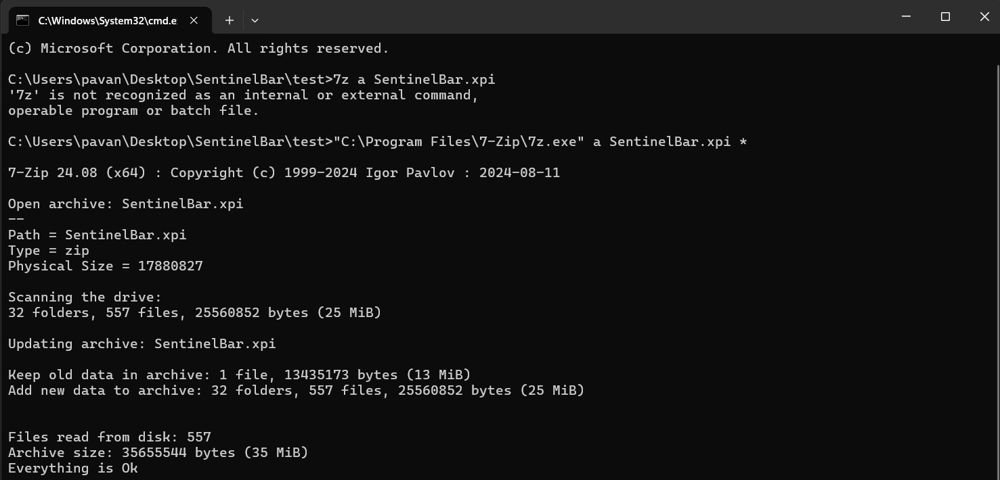 C:\Windows\System32\cmd.e
(c) Microsoft Corporation. All rights reserved.
C:\Users\pavan\Desktop\SentinelBar\test>7z a SentinelBar.xpi
'7z' is not recognized as an internal or external command,
operable program or batch file.
C:\Users\pavan\Desktop\SentinelBar\test>"C:\Program Files\7-Zip\7z.exe" a SentinelBar.xpi *
7-Zip 24.08 (x64) : Copyright (c) 1999-2024 Igor Pavlov : 2024-08-11
Open archive: SentinelBar.xpi
--
Path = SentinelBar.xpi
Type = zip
Physical Size = 17880827
Scanning the drive:
32 folders, 557 files, 25560852 bytes (25 MiB)
Updating archive: SentinelBar.xpi
Keep old data in archive: 1 file, 13435173 bytes (13 MiB)
Add new data to archive: 32 folders, 557 files, 25560852 bytes (25 MiB)
Files read from disk: 557
Archive size: 35655544 bytes (35 MiB)
Everything is Ok